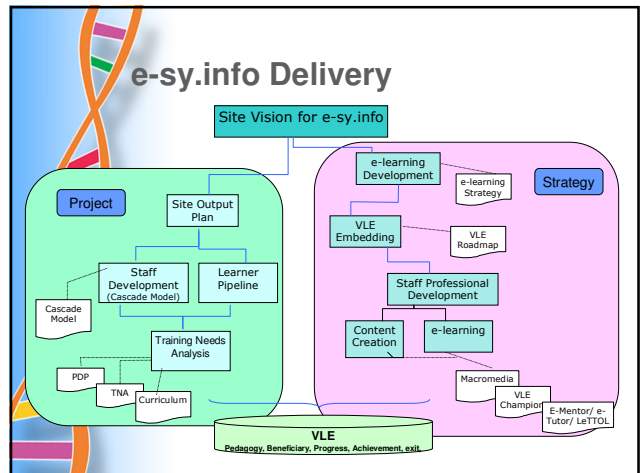 e-sy.info Delivery
Site Vision for e-sy.info
Project
Site Output
Plan
Staff
Development
(Cascade Model)
Learner
Pipeline
Cascade
Model
Training Needs
Analysis
PDP
TNA
Curriculum
e-learning
Development
e-learning
Strategy
Strategy
VLE
Embedding
VLE
Roadmap
Staff Professional
Development
Content
Creation
e-learning
Macromedia
VLE
Champion
E-Mentor/ e-
Tutor/ LeTTOL
VLE
Pedagogy, Beneficiary, Progress, Achievement, exit,